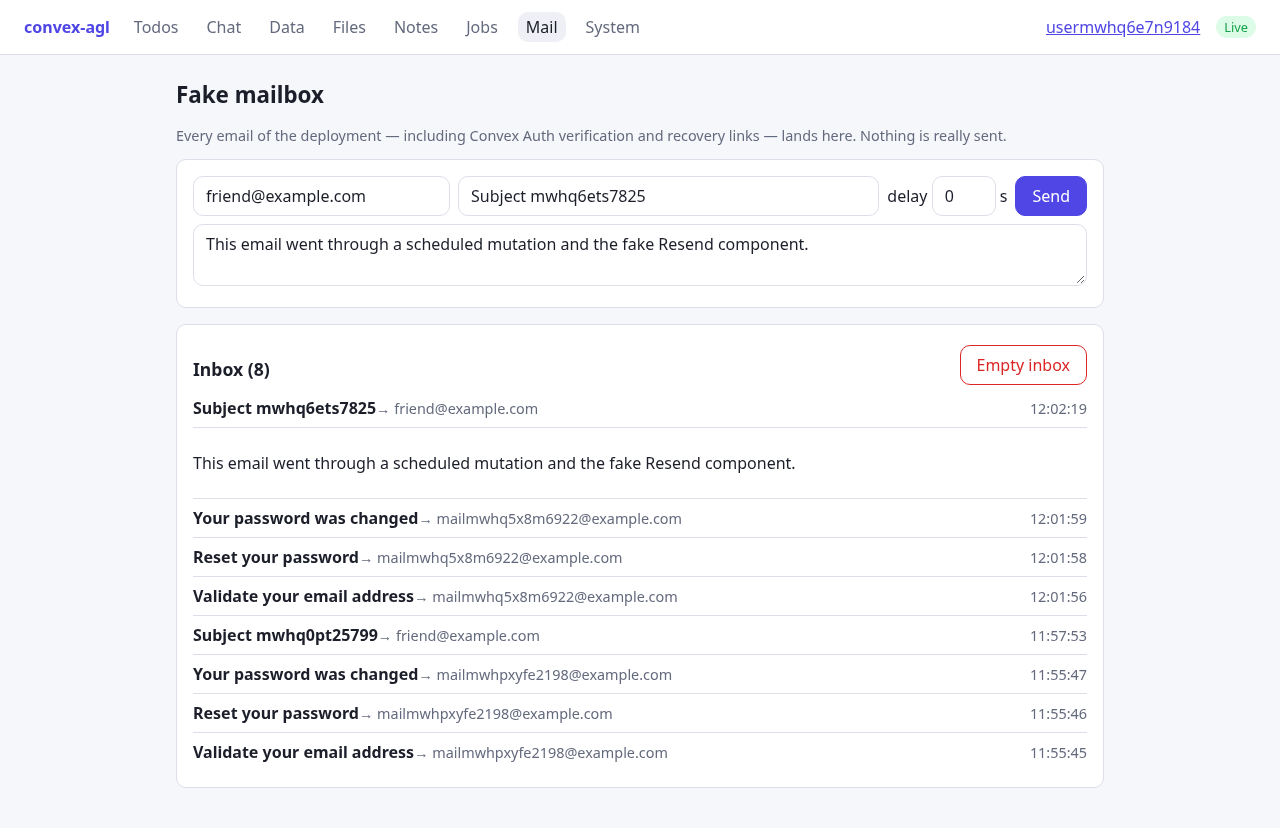 convex-agl Todos Chat Data Files Notes Jobs Mail System usermwhq6e7n9184 Live
Fake mailbox
Every email of the deployment — including Convex Auth verification and recovery links — lands here. Nothing is really sent.
friend@example.com Subject mwhq6ets7825 delay 0 s Send
This email went through a scheduled mutation and the fake Resend component.
Inbox (8) Empty inbox
Subject mwhq6ets7825 → friend@example.com 12:02:19
This email went through a scheduled mutation and the fake Resend component.
Your password was changed → mailmwhq5x8m6922@example.com 12:01:59
Reset your password → mailmwhq5x8m6922@example.com 12:01:58
Validate your email address → mailmwhq5x8m6922@example.com 12:01:56
Subject mwhq0pt25799 → friend@example.com 11:57:53
Your password was changed → mailmwhpxyfe2198@example.com 11:55:47
Reset your password → mailmwhpxyfe2198@example.com 11:55:46
Validate your email address → mailmwhpxyfe2198@example.com 11:55:45